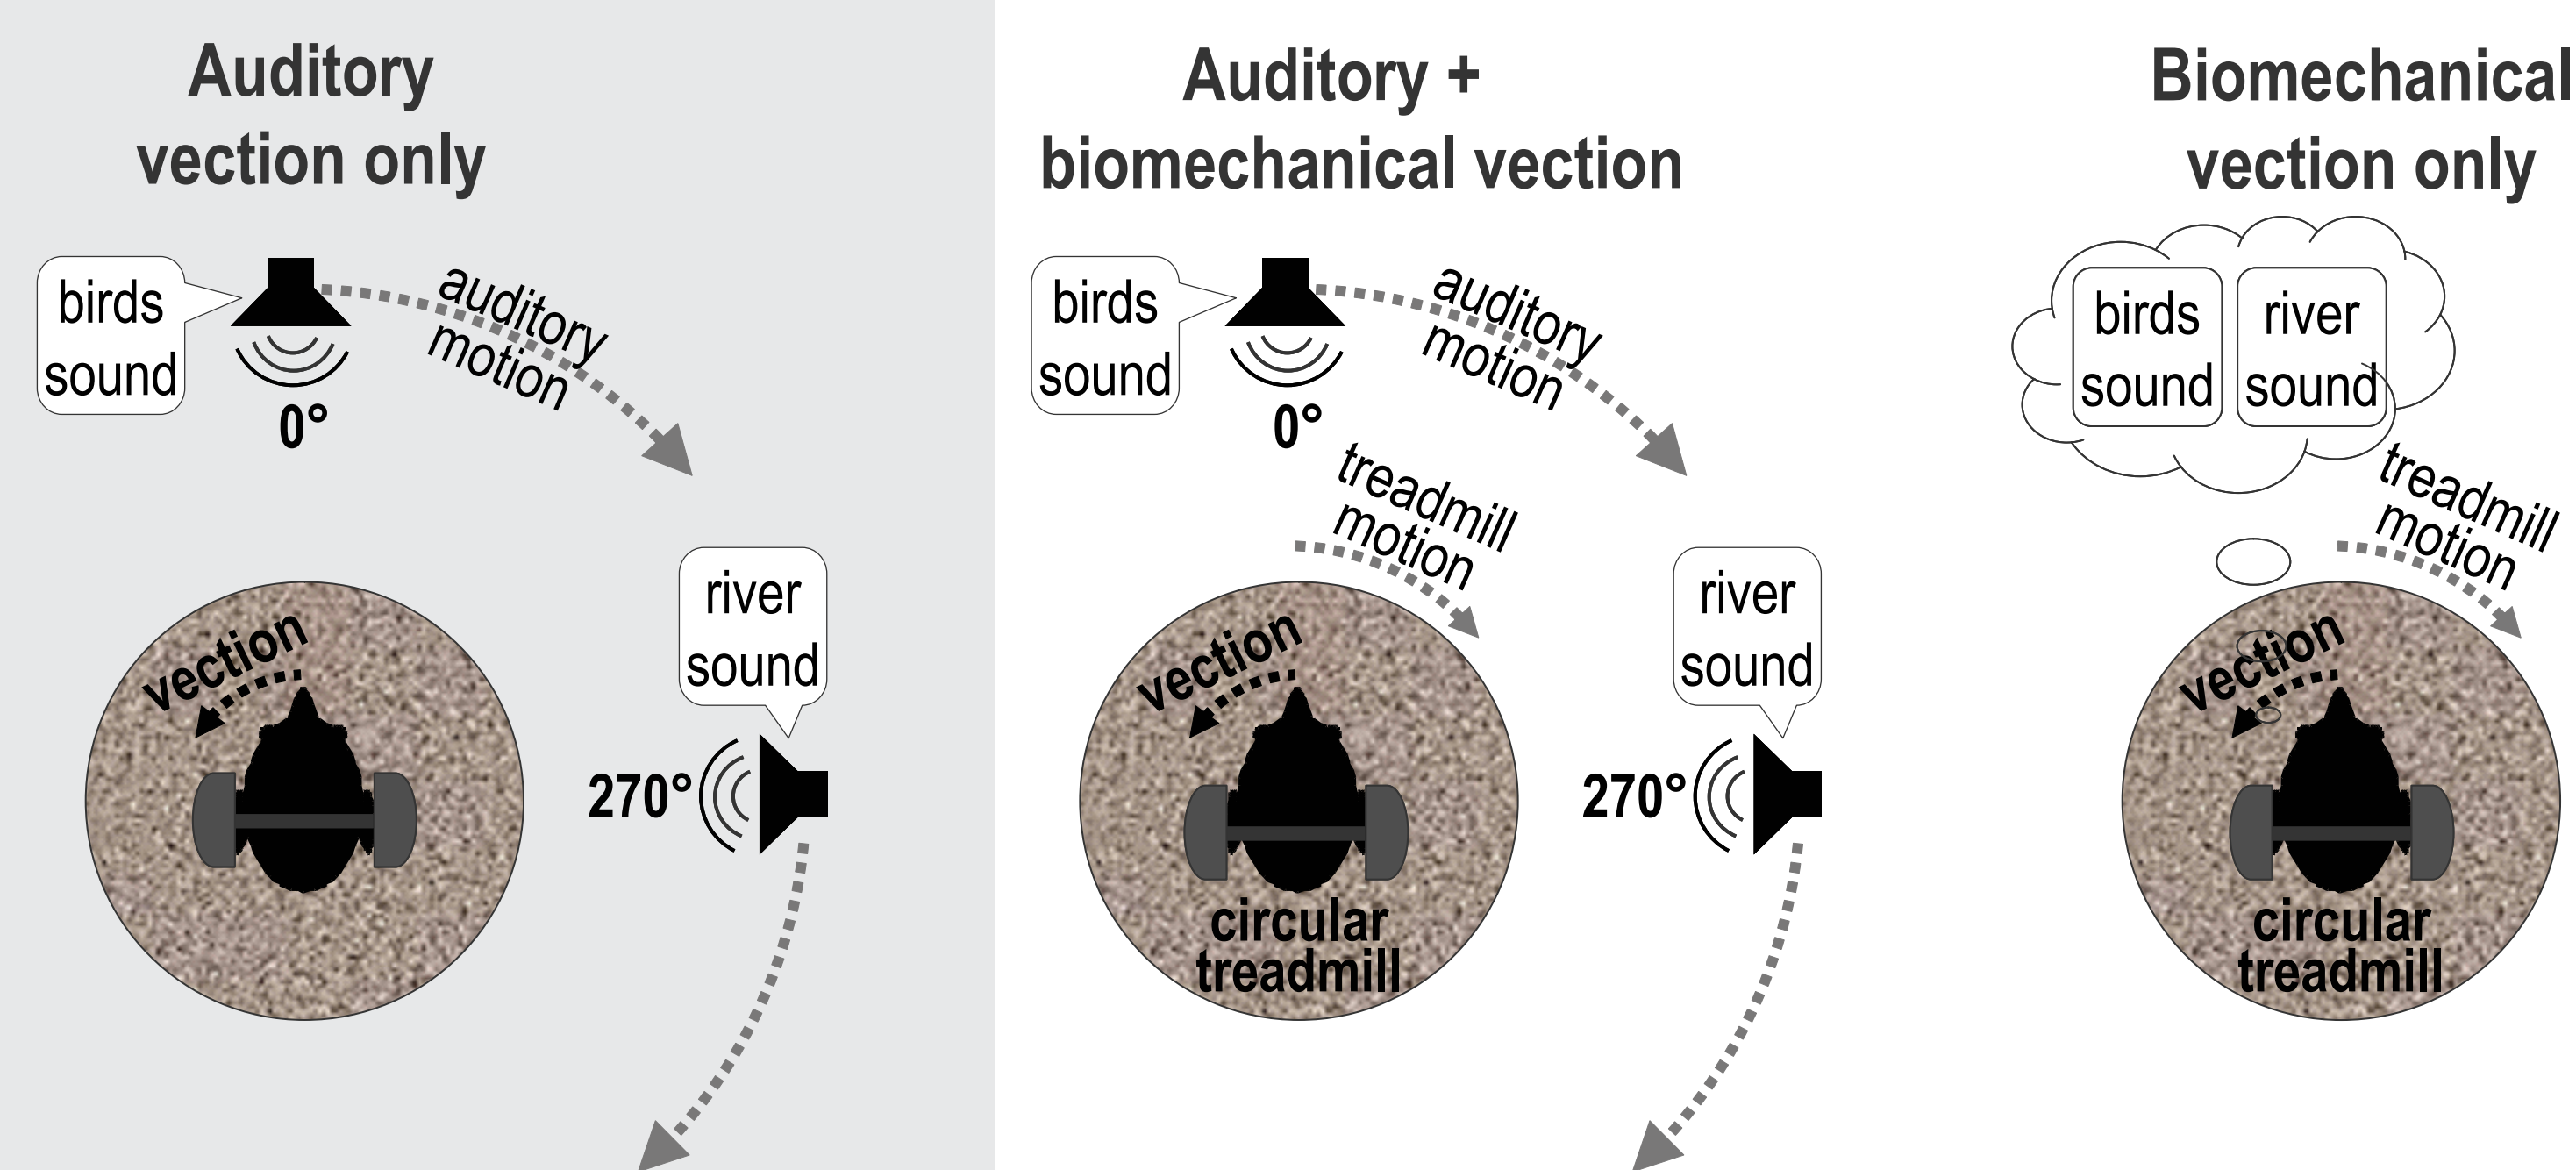 Auditory
vection only
birds
sound
0°
auditory
motion
vection
river
sound
270°
Auditory +
biomechanical vection
birds
sound
0°
auditory
motion
treadmill
motion
vection
river
sound
270°
circular
treadmill
Biomechanical
vection only
birds
sound
river
sound
treadmill
motion
vection
circular
treadmill